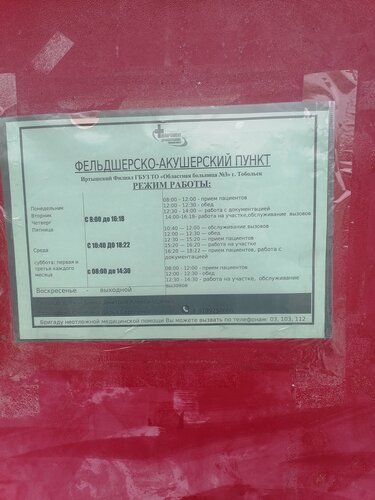 ДЕПАРТАМЕНТ
ФЕЛЬДШЕРСКО-АКУШЕРСКИЙ ПУНКТ
Иртышский Филиал ГБУЗ ТО «Областная больница №3» г. Тобольск
РЕЖИМ РАБОТЫ:
Понедельник
Вторник
Четверг
Пятница
С 8:00 до 16:18
08:00 - 12:00 - прием пациентов
12:00 - 12:30 - обед
12:30 - 14:00 — работа с документацией
14:00-16:18- работа на участке,обслуживание вызовов
Среда
С 10:40 ДО 18:22
10:40 — 12:00 — обслуживание вызовов
12:00 — 12:30 — обед
12:30 — 15:20 — прием пациентов
15:20 — 16:20 — работа на участке
16:20 — 18:22 — прием пациентов, работа с
документацией
суббота: первая и
третья каждого
месяца
с 08:00 до 14:30
08:00 - 12:00 - прием пациентов
12:00 - 12:30 - обед
12:30 - 14:30 - работа на участке, обслуживание
вызовов
Воскресенье - выходной
Бригаду неотложной медицинской помощи Вы можете вызвать по телефонам: 03, 103, 112